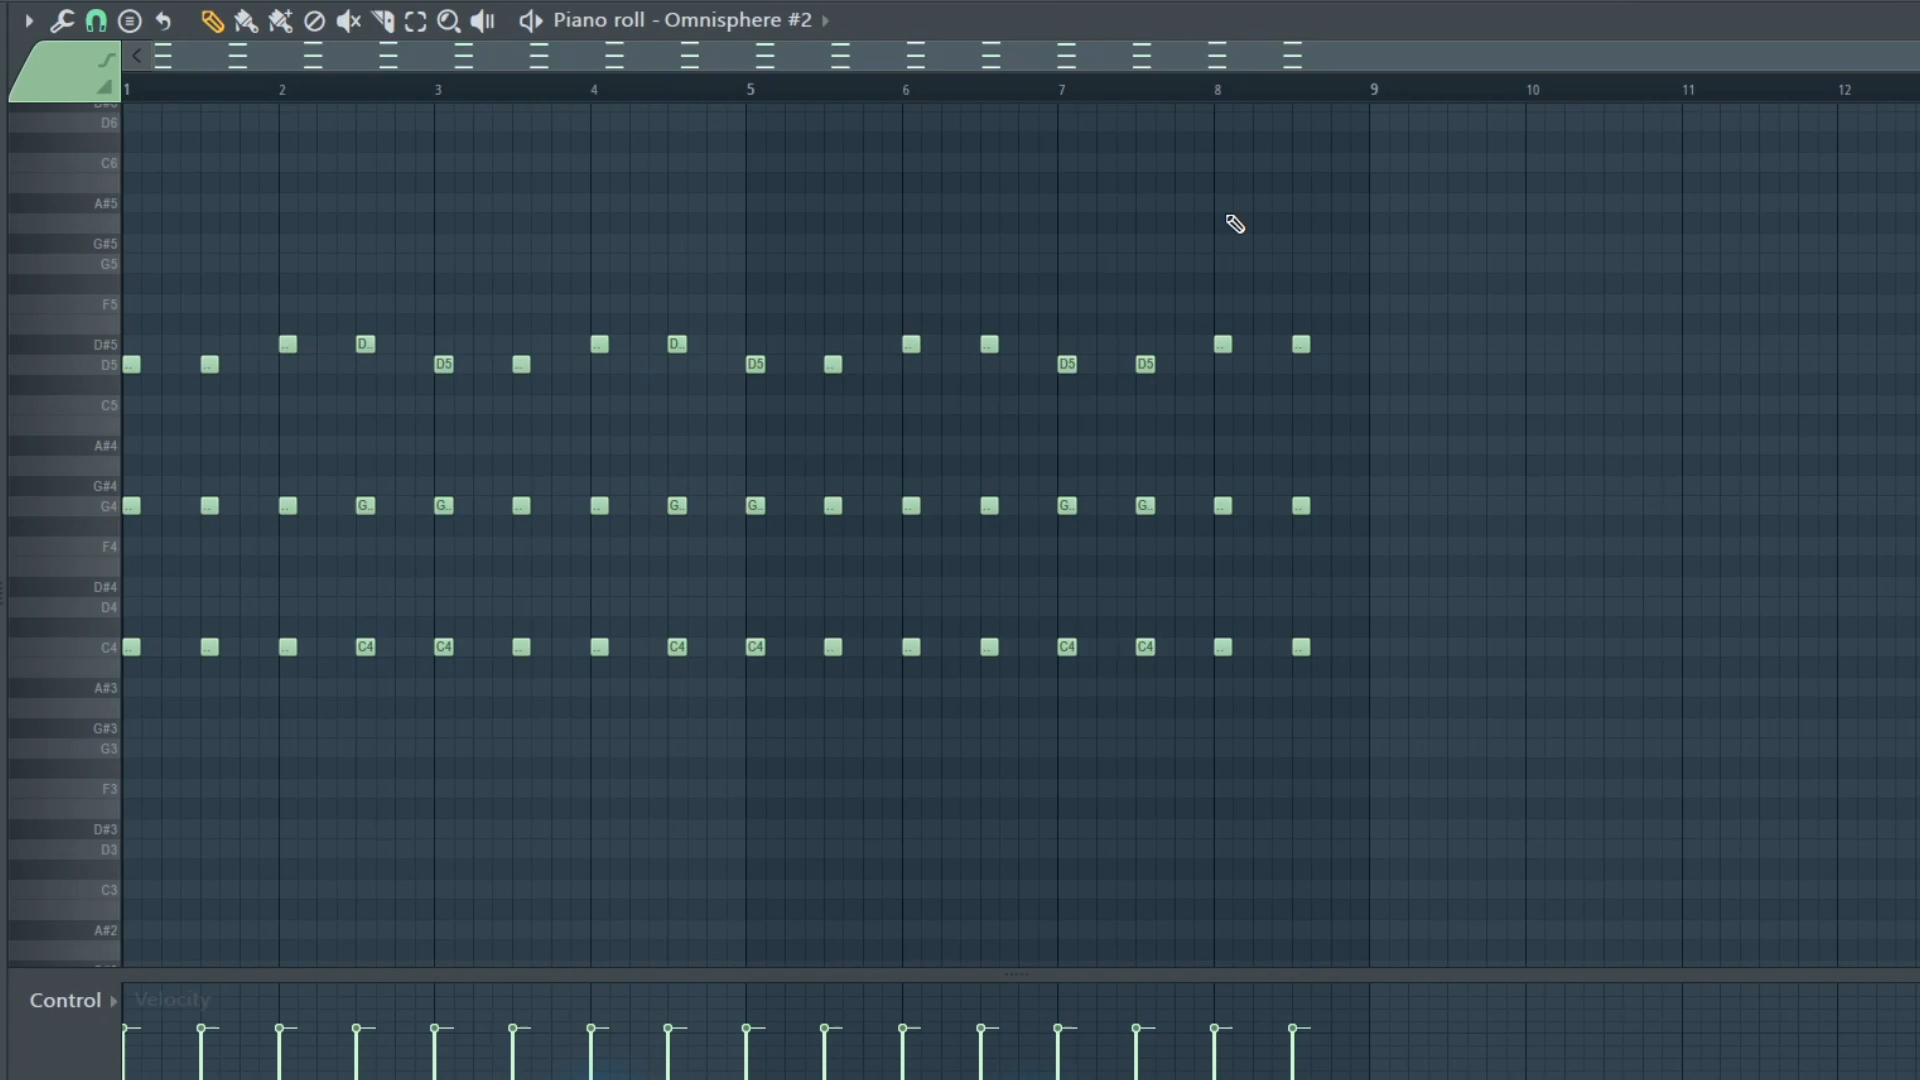 Piano roll - Omnisphere #2
1 2 3 4 5 6 7 8 9 10 11 12
D6
C6
A#5
G#5
G5
F5
D#5 .. D.. .. D.. .. .. .. ..
D5 .. .. D5 .. D5 .. D5 D5
C5
A#4
G#4
G4 .. .. .. G.. G.. .. .. G.. G.. .. .. .. G.. G.. .. ..
F4
D#4
D4
C4 .. .. .. C4 C4 .. .. C4 C4 .. .. .. C4 C4 .. ..
A#3
G#3
G3
F3
D#3
D3
C3
A#2
Control Velocity